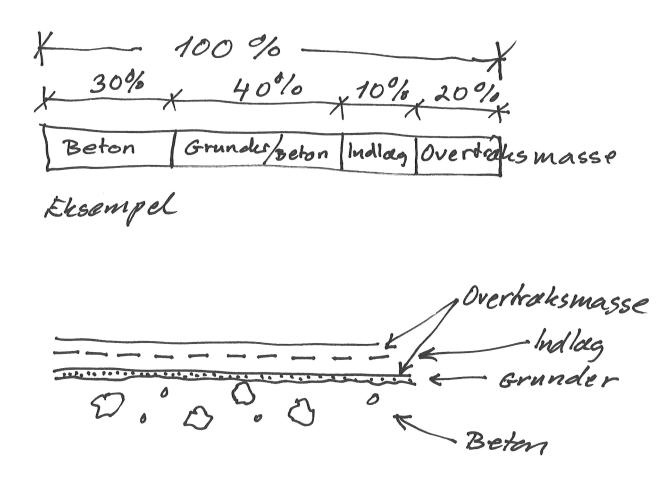 100 %
30% 40% 10% 20%
Beton Grunder/Beton Indlæg Overtræksmasse
Eksempel
Overtræksmasse
Indlæg
Grunder
Beton